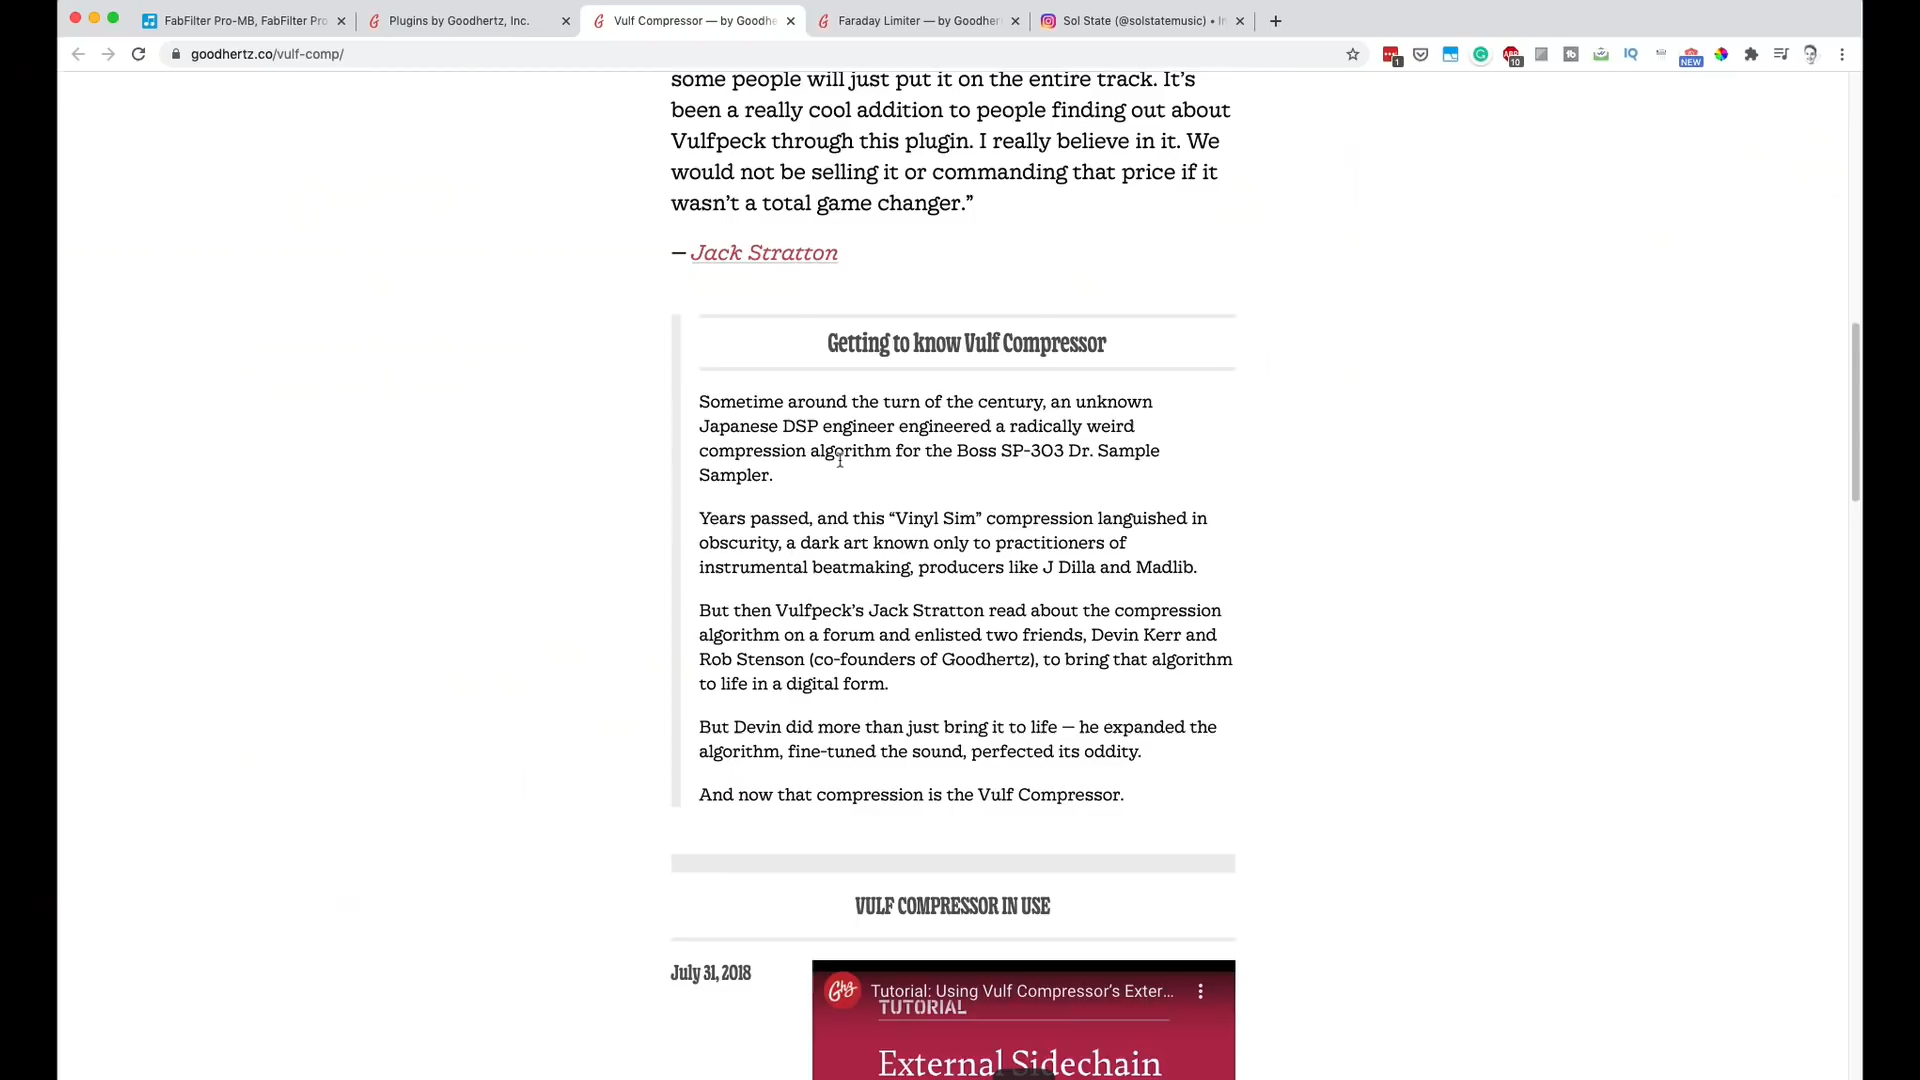 FabFilter Pro-MB, FabFilter Pro
Plugins by Goodhertz, Inc.
Vulf Compressor — by Goodhe
Faraday Limiter — by Goodher
Sol State (@solstatemusic) • In
goodhertz.co/vulf-comp/
1
10
IQ
NEW
some people will just put it on the entire track. It’s
been a really cool addition to people finding out about
Vulfpeck through this plugin. I really believe in it. We
would not be selling it or commanding that price if it
wasn’t a total game changer.”
— Jack Stratton
Getting to know Vulf Compressor
Sometime around the turn of the century, an unknown
Japanese DSP engineer engineered a radically weird
compression algorithm for the Boss SP-303 Dr. Sample
Sampler.
Years passed, and this “Vinyl Sim” compression languished in
obscurity, a dark art known only to practitioners of
instrumental beatmaking, producers like J Dilla and Madlib.
But then Vulfpeck’s Jack Stratton read about the compression
algorithm on a forum and enlisted two friends, Devin Kerr and
Rob Stenson (co-founders of Goodhertz), to bring that algorithm
to life in a digital form.
But Devin did more than just bring it to life — he expanded the
algorithm, fine-tuned the sound, perfected its oddity.
And now that compression is the Vulf Compressor.
VULF COMPRESSOR IN USE
July 31, 2018
Ghz
Tutorial: Using Vulf Compressor’s Exter...
TUTORIAL
External Sidechain